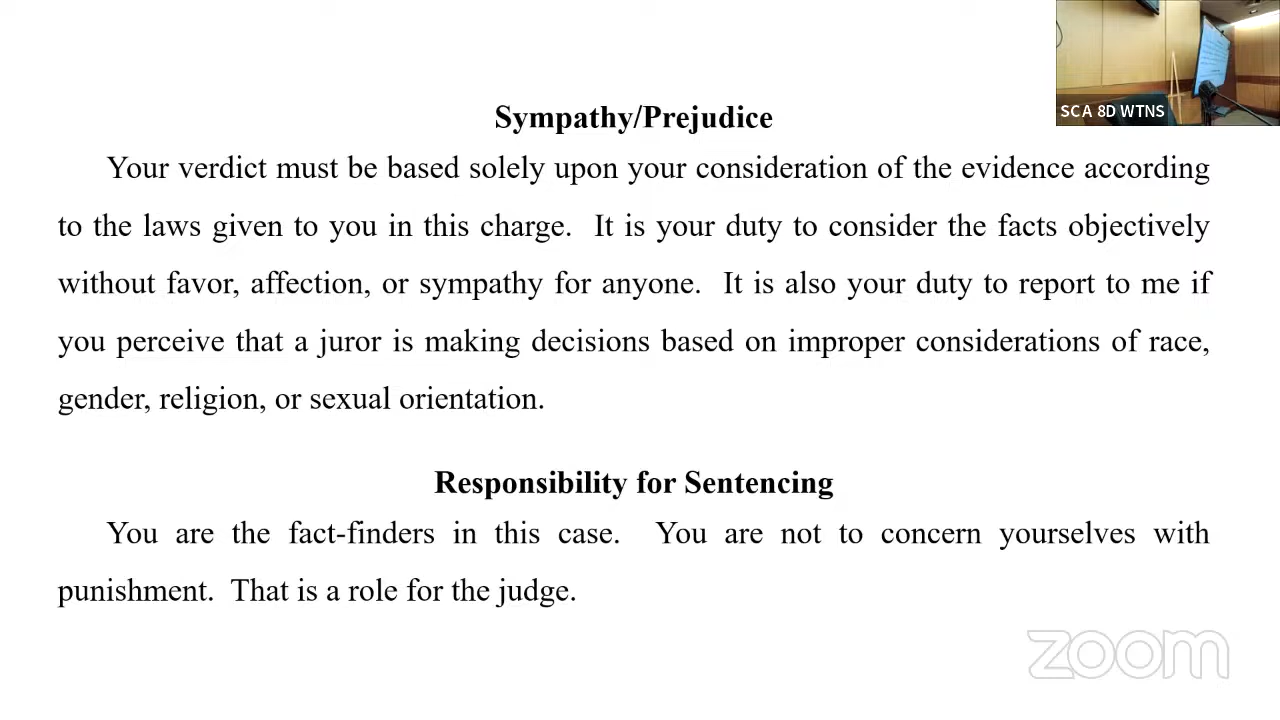 SCA 8D WTNS
Sympathy/Prejudice
Your verdict must be based solely upon your consideration of the evidence according
to the laws given to you in this charge.  It is your duty to consider the facts objectively
without favor, affection, or sympathy for anyone.  It is also your duty to report to me if
you perceive that a juror is making decisions based on improper considerations of race,
gender, religion, or sexual orientation.
Responsibility for Sentencing
You are the fact-finders in this case.  You are not to concern yourselves with
punishment.  That is a role for the judge.
zoom